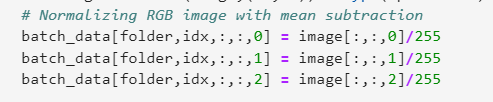 # Normalizing RGB image with mean subtraction
batch_data[folder,idx,:,:,0] = image[:,:,0]/255
batch_data[folder,idx,:,:,1] = image[:,:,1]/255
batch_data[folder,idx,:,:,2] = image[:,:,2]/255